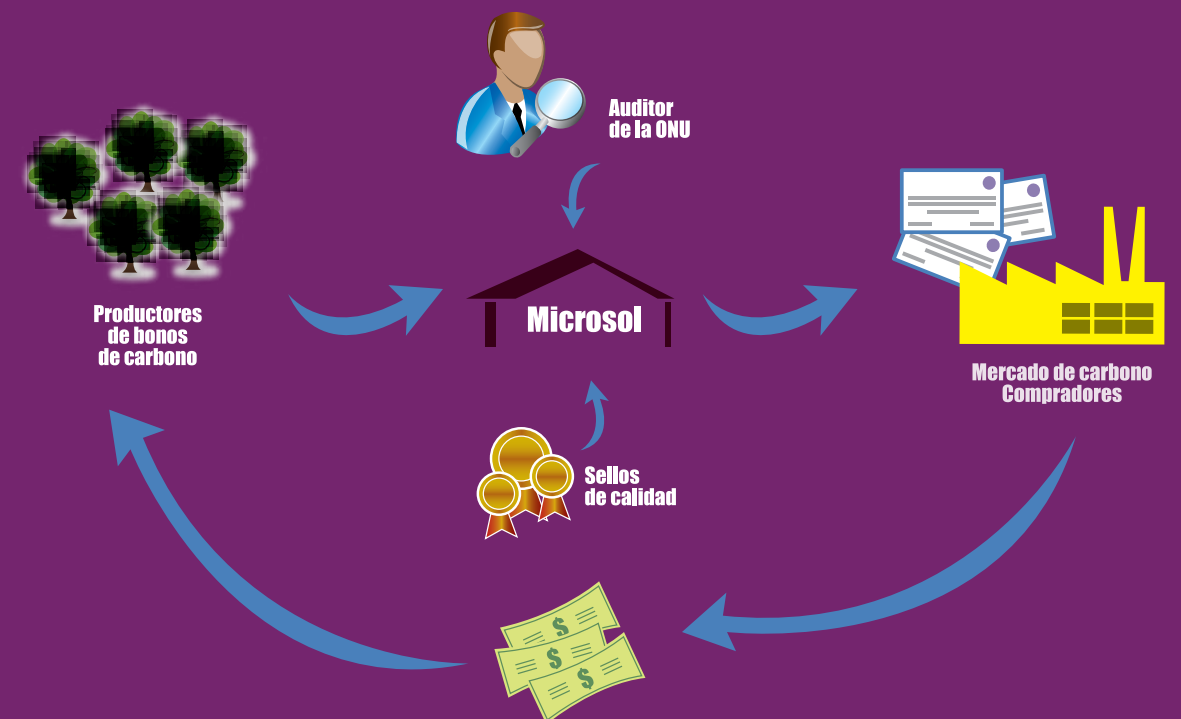 Auditor
de la ONU
Productores
de bonos
de carbono
Microsol
Mercado de carbono
Compradores
Sellos
de calidad
$
$
$